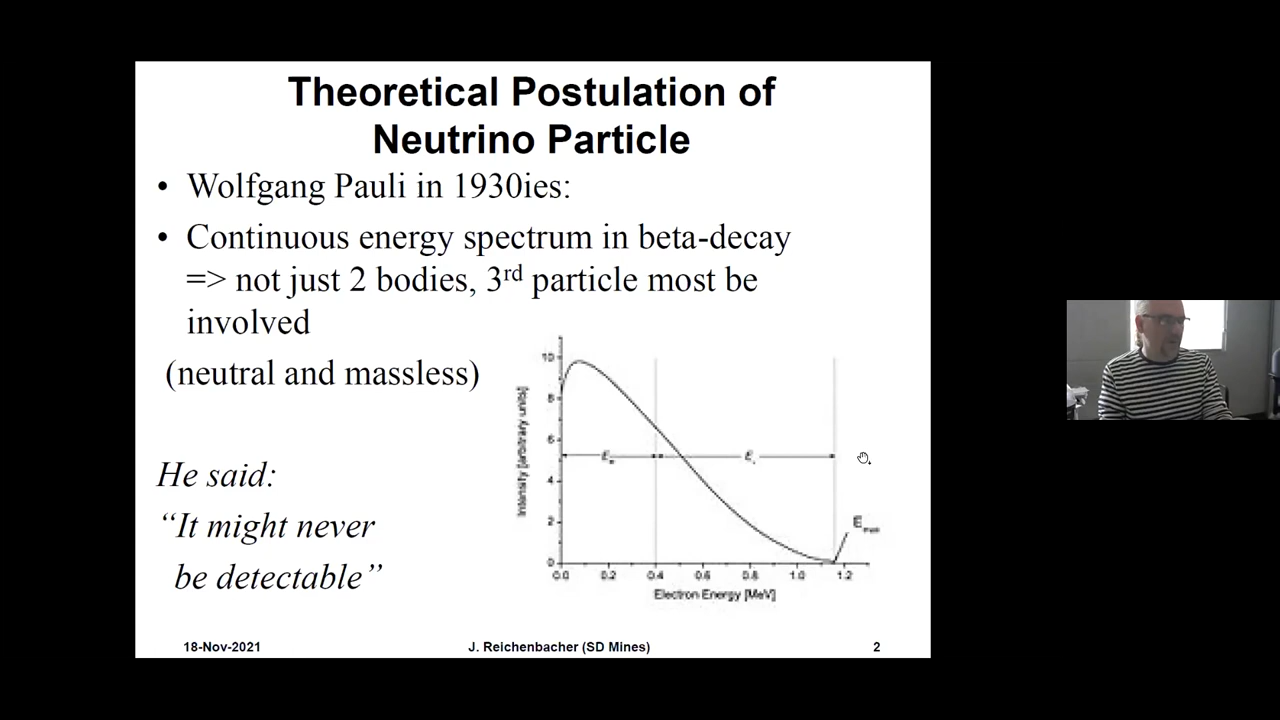 Theoretical Postulation of
Neutrino Particle
• Wolfgang Pauli in 1930ies:
• Continuous energy spectrum in beta-decay
=> not just 2 bodies, 3rd particle most be
involved
(neutral and massless)
He said:
“It might never
be detectable”
Intensity [arbitrary units]
10
8
6
4
2
0
0.0 0.2 0.4 0.6 0.8 1.0 1.2
Electron Energy [MeV]
18-Nov-2021 J. Reichenbacher (SD Mines) 2